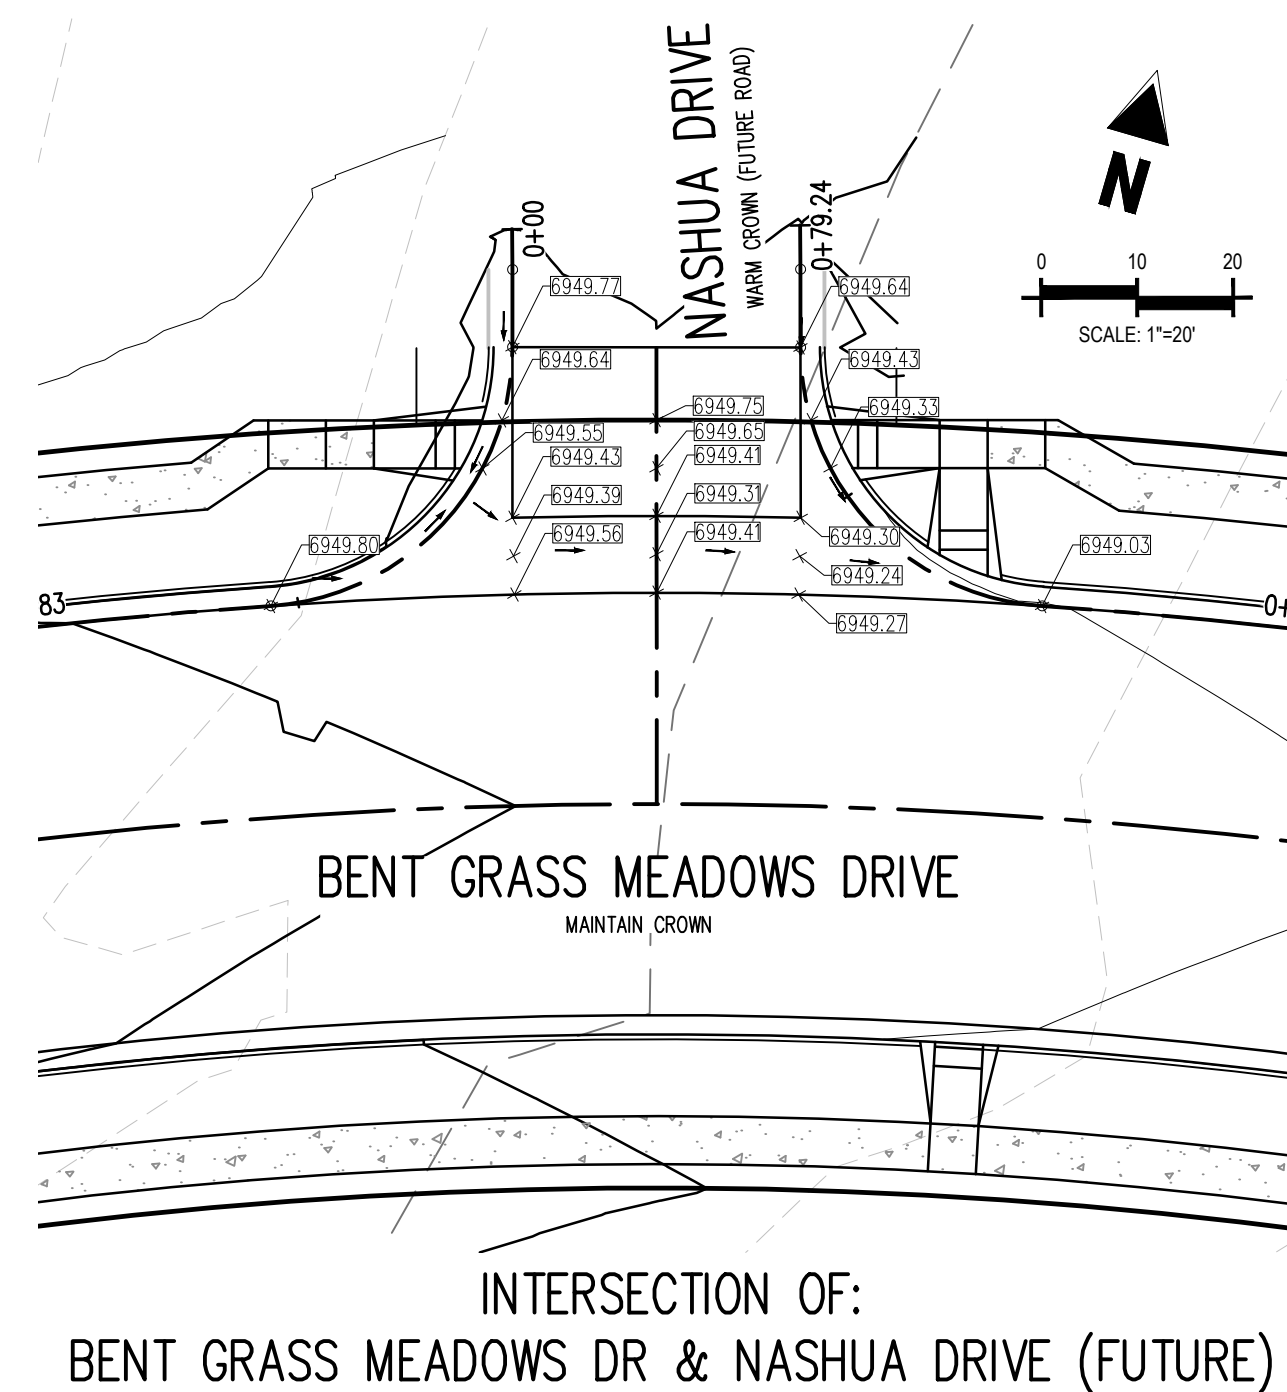 NASHUA DRIVE
WARM CROWN (FUTURE ROAD)
N
0 10 20
SCALE: 1"=20'
0+00
0+79.24
6949.77
6949.64
6949.64
6949.43
6949.75
6949.33
6949.55
6949.65
6949.43
6949.41
6949.39
6949.31
6949.56
6949.41
6949.30
6949.80
6949.03
6949.24
6949.27
83
0+
BENT GRASS MEADOWS DRIVE
MAINTAIN CROWN
INTERSECTION OF:
BENT GRASS MEADOWS DR & NASHUA DRIVE (FUTURE)